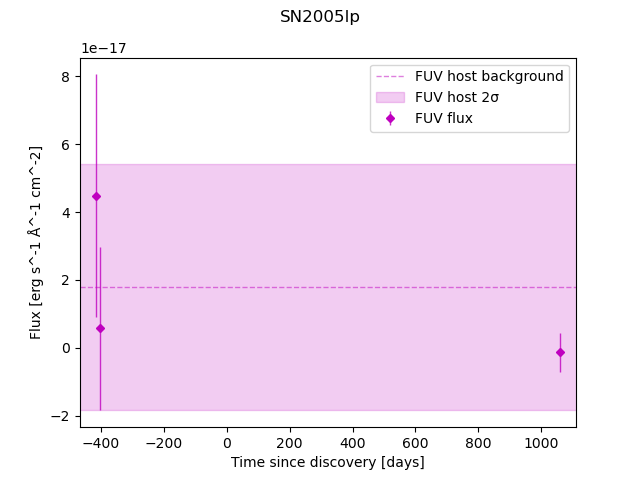 SN2005lp
1e−17
8
6
4
2
0
−2
Flux [erg s^-1 Å^-1 cm^-2]
FUV host background
FUV host 2σ
FUV flux
−400
−200
0
200
400
600
800
1000
Time since discovery [days]